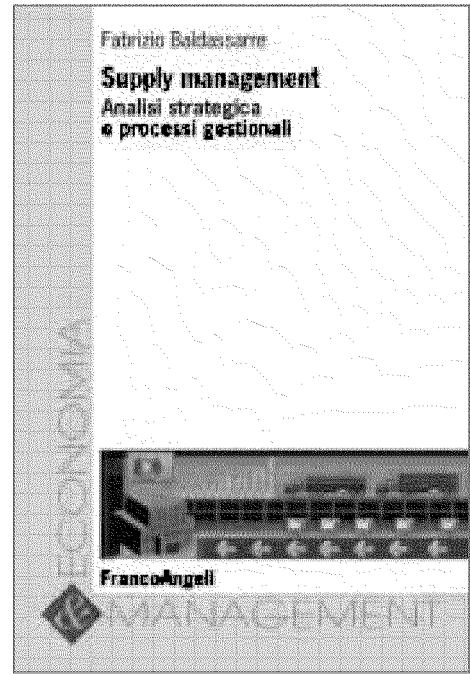 Fabrizio Baldassarre
Supply management
Analisi strategica
e processi gestionali
ECONOMIA
FrancoAngeli
MANAGEMENT